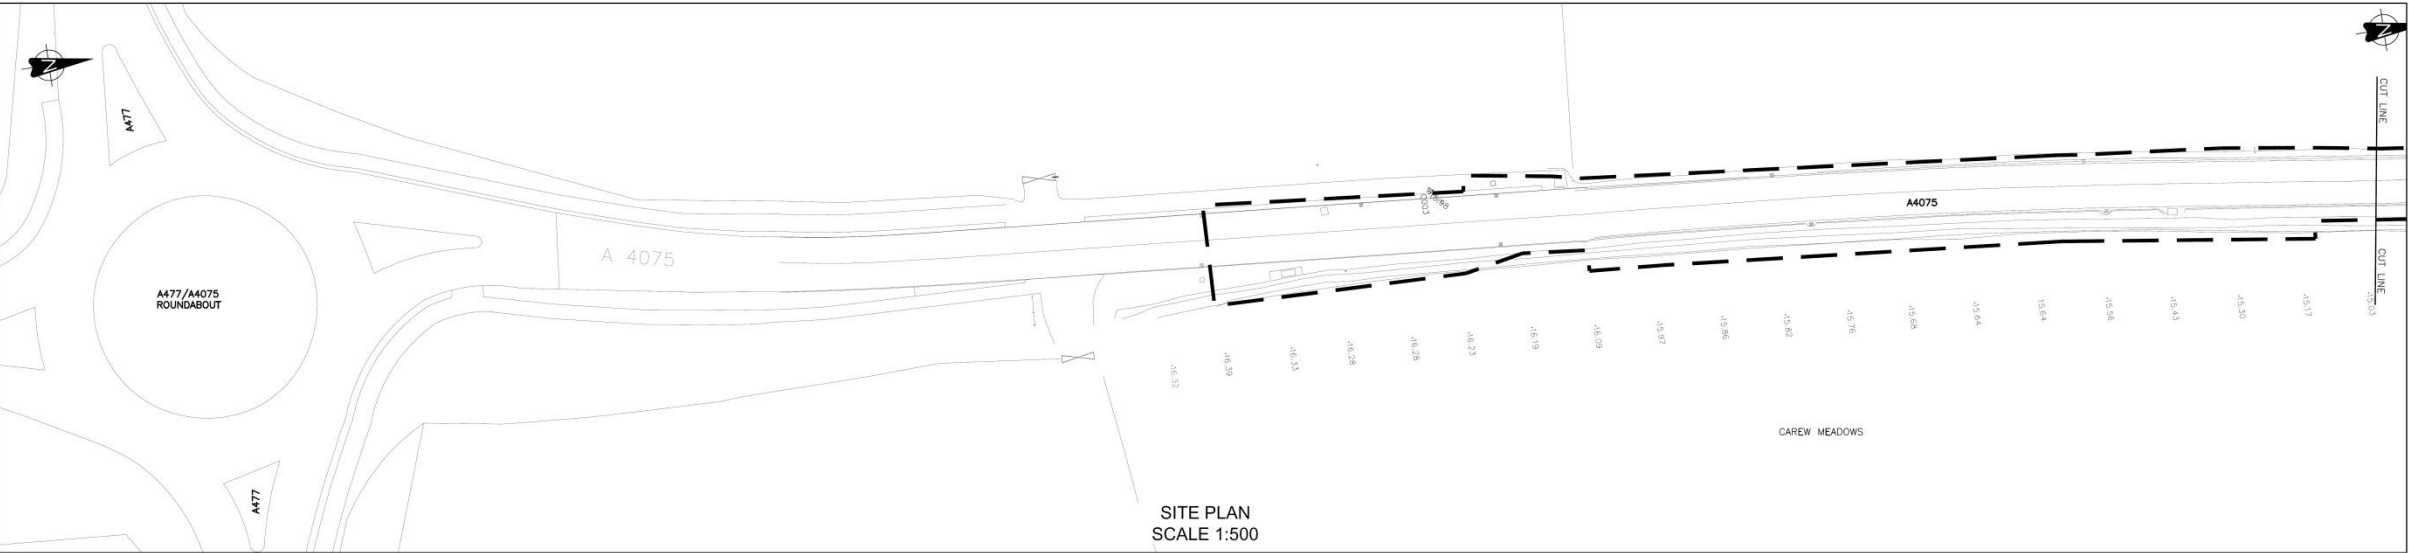 N
N
CUT LINE
A477
A4075
A 4075
A477/A4075
ROUNDABOUT
CUT LINE
16.32
16.39
16.33
16.28
16.28
16.23
16.19
16.09
15.97
15.86
15.82
15.76
15.68
15.64
15.64
15.56
15.43
15.30
15.17
15.03
CAREW MEADOWS
A477
SITE PLAN
SCALE 1:500